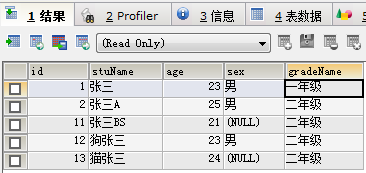 1 结果 2 Profiler 3 信息 4 表数据 5
(Read Only)
id stuName age sex gradeName
1 张三 23 男 一年级
2 张三A 25 男 二年级
11 张三BS 21 (NULL) 二年级
12 狗张三 23 男 二年级
13 猫张三 24 (NULL) 二年级